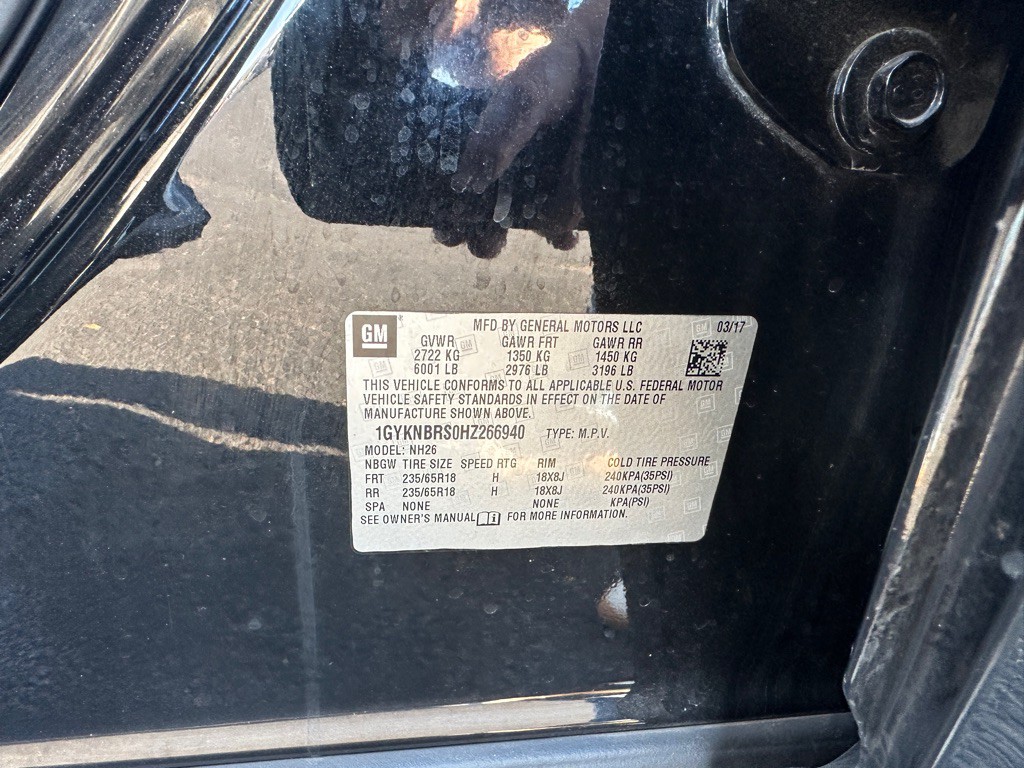 GM MFD BY GENERAL MOTORS LLC 03/17
GVWR GAWR FRT GAWR RR
2722 KG 1350 KG 1450 KG
6001 LB 2976 LB 3196 LB
THIS VEHICLE CONFORMS TO ALL APPLICABLE U.S. FEDERAL MOTOR
VEHICLE SAFETY STANDARDS IN EFFECT ON THE DATE OF
MANUFACTURE SHOWN ABOVE.
1GYKNBRS0HZ266940 TYPE: M.P.V.
MODEL: NH26
NBGW TIRE SIZE SPEED RTG RIM COLD TIRE PRESSURE
FRT 235/65R18 H 18X8J 240KPA(35PSI)
RR 235/65R18 H 18X8J 240KPA(35PSI)
SPA NONE NONE KPA(PSI)
SEE OWNER'S MANUAL FOR MORE INFORMATION.